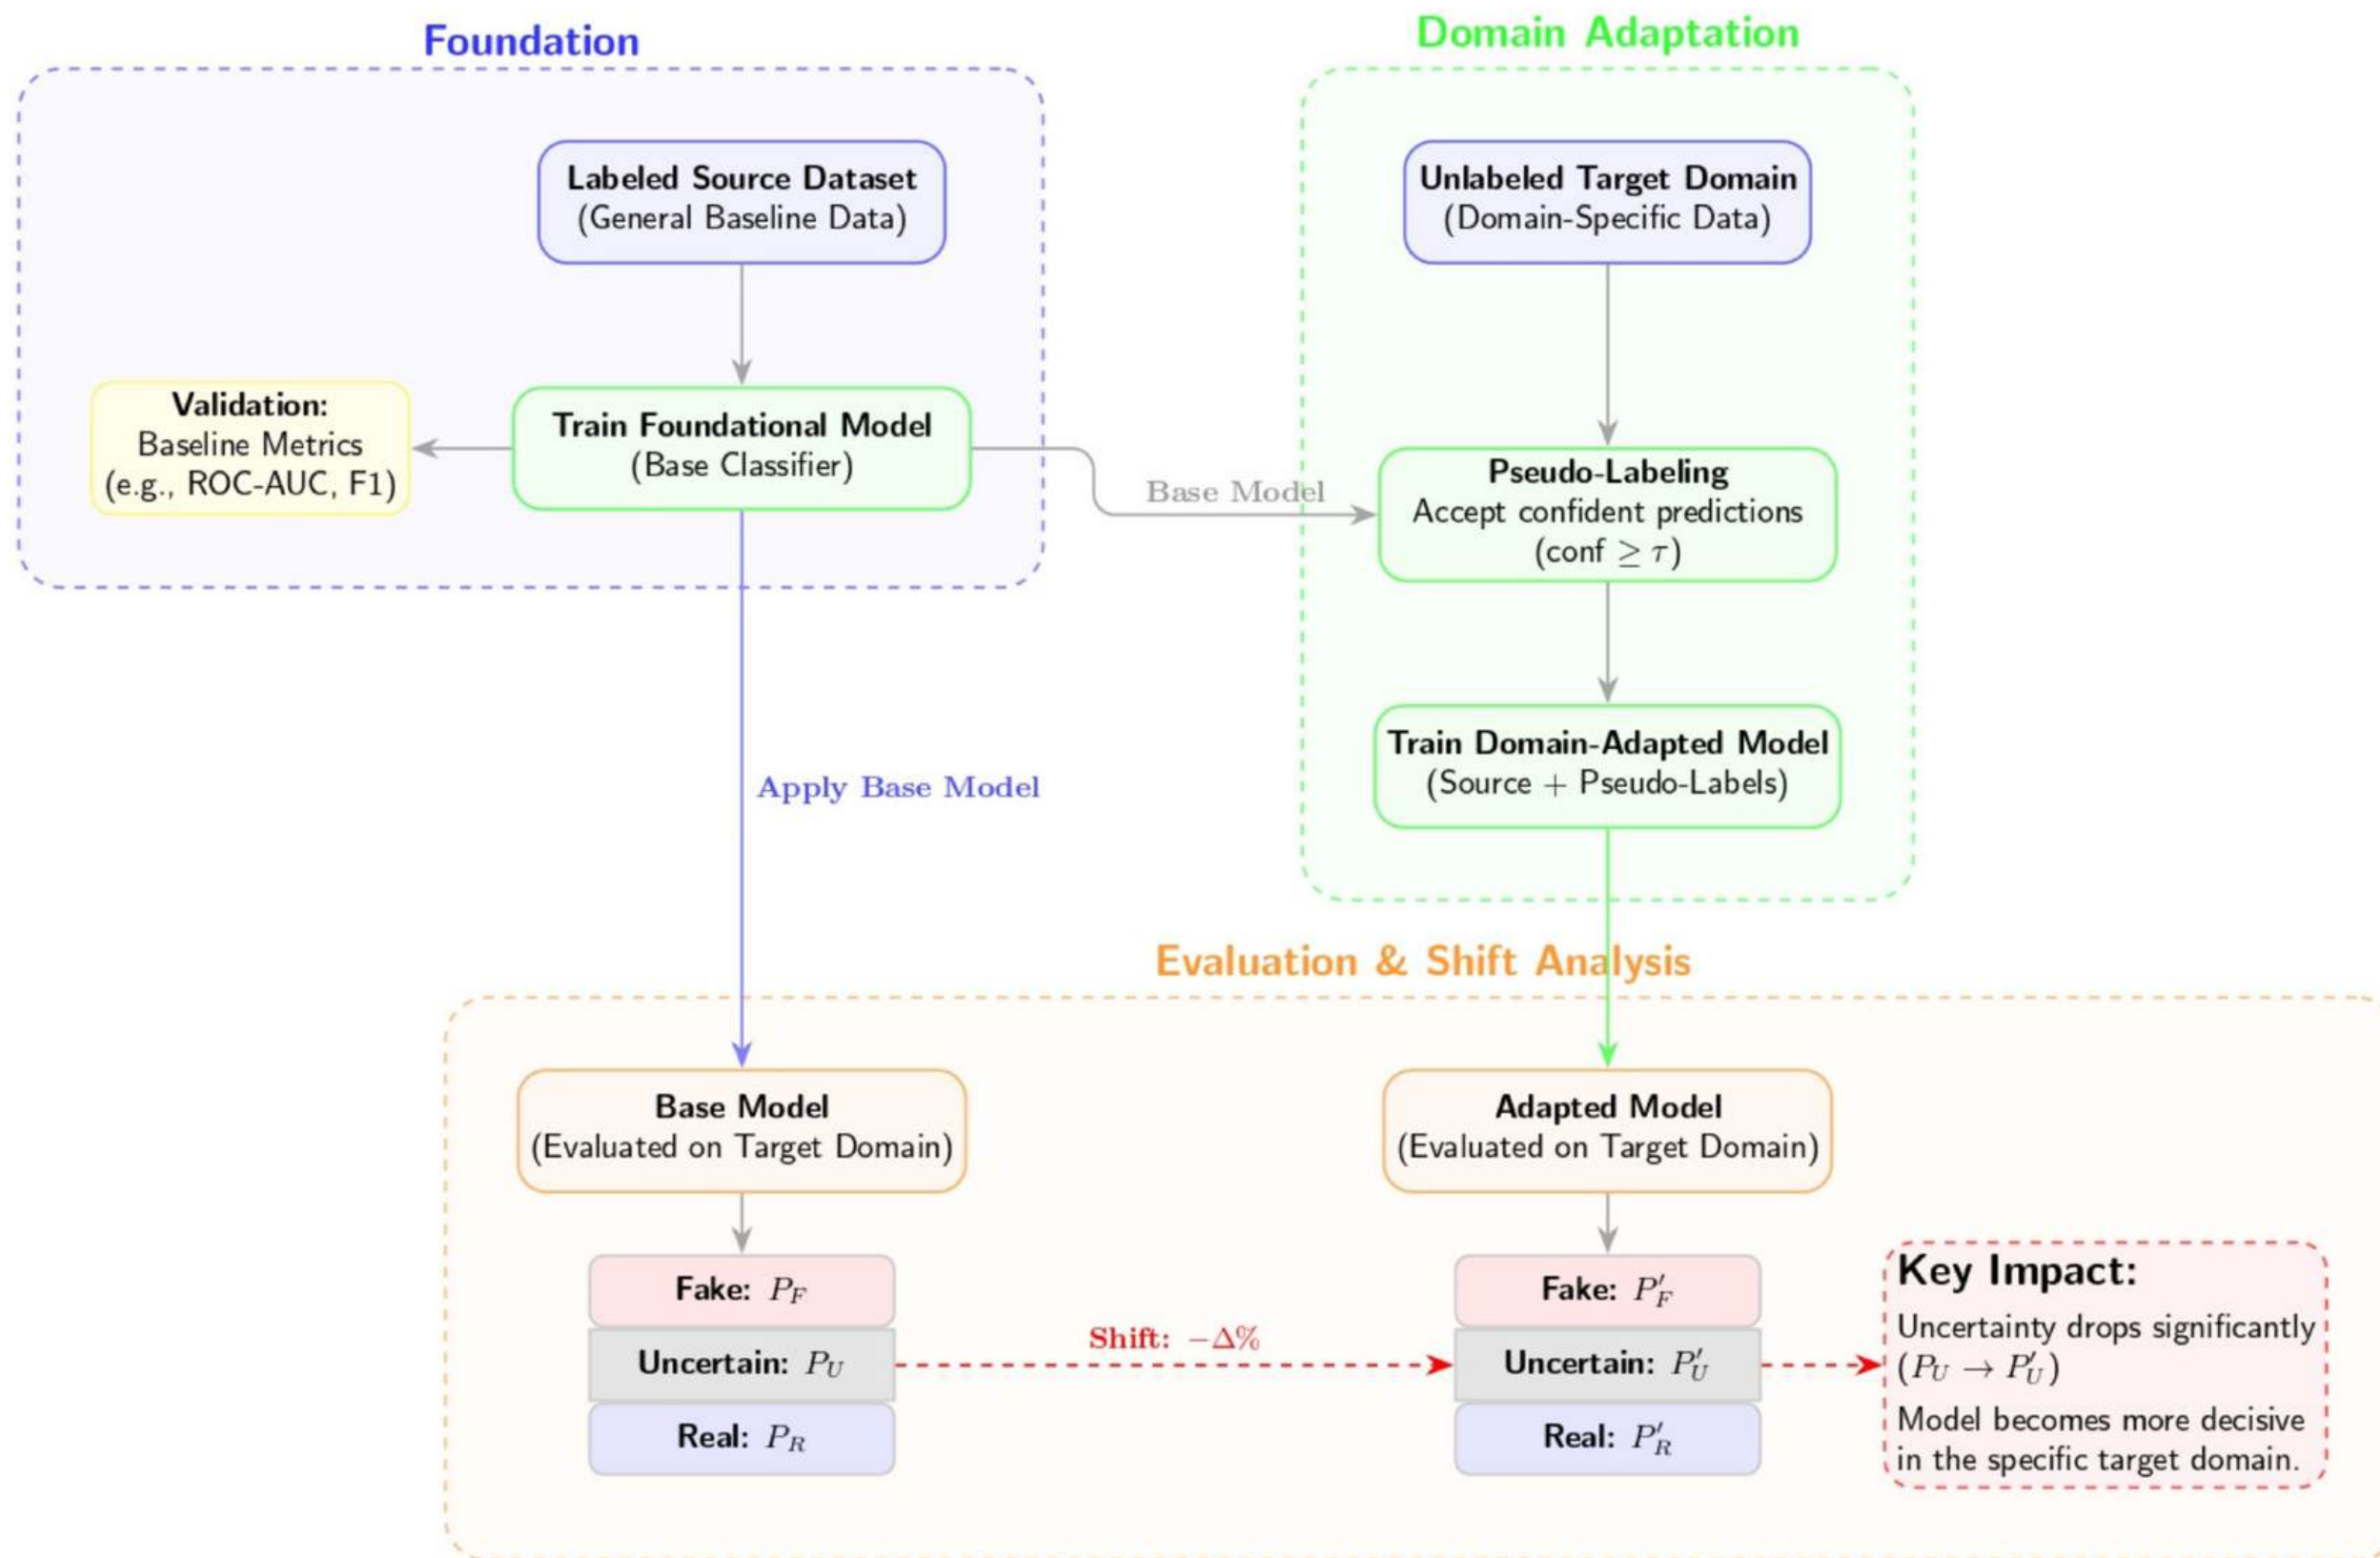 Foundation
Labeled Source Dataset
(General Baseline Data)
Validation:
Baseline Metrics
(e.g., ROC-AUC, F1)
Train Foundational Model
(Base Classifier)
Base Model
Apply Base Model
Domain Adaptation
Unlabeled Target Domain
(Domain-Specific Data)
Pseudo-Labeling
Accept confident predictions
(conf ≥ τ)
Train Domain-Adapted Model
(Source + Pseudo-Labels)
Evaluation & Shift Analysis
Base Model
(Evaluated on Target Domain)
Fake: P_F
Uncertain: P_U
Real: P_R
Shift: −Δ%
Adapted Model
(Evaluated on Target Domain)
Fake: P′_F
Uncertain: P′_U
Real: P′_R
Key Impact:
Uncertainty drops significantly
(P_U → P′_U)
Model becomes more decisive
in the specific target domain.